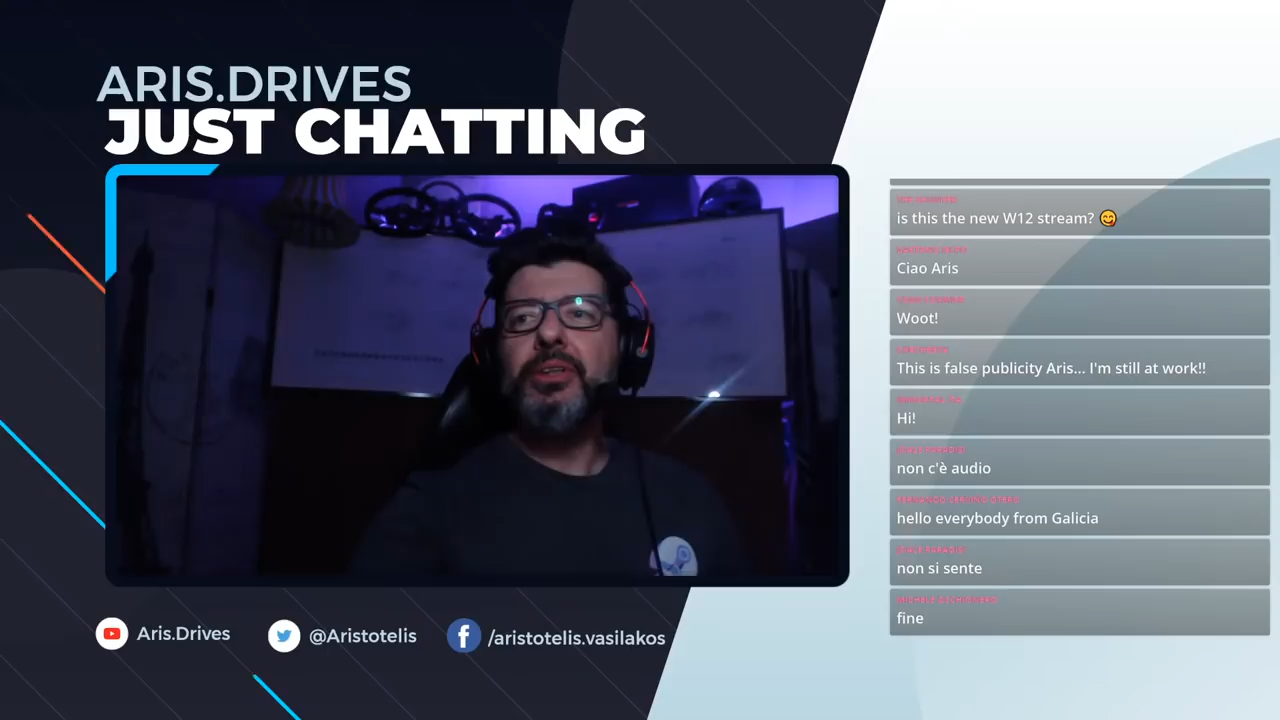 ARIS.DRIVES
JUST CHATTING
is this the new W12 stream? 😋
Ciao Aris
Woot!
This is false publicity Aris... I'm still at work!!
Hi!
non c'è audio
hello everybody from Galicia
non si sente
fine
Aris.Drives
@Aristotelis
/aristotelis.vasilakos